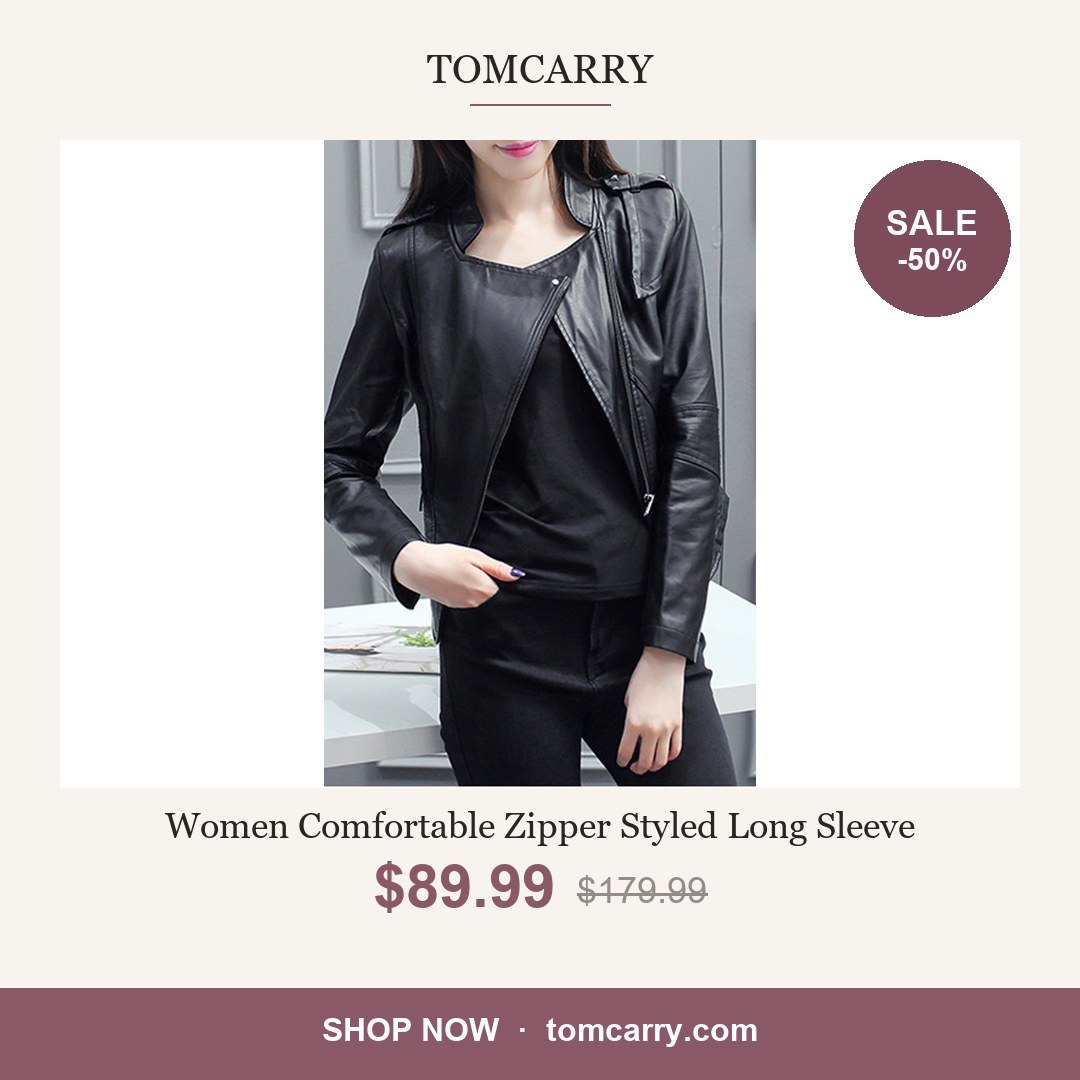 TOMCARRY
SALE
-50%
Women Comfortable Zipper Styled Long Sleeve
$89.99 $179.99
SHOP NOW · tomcarry.com